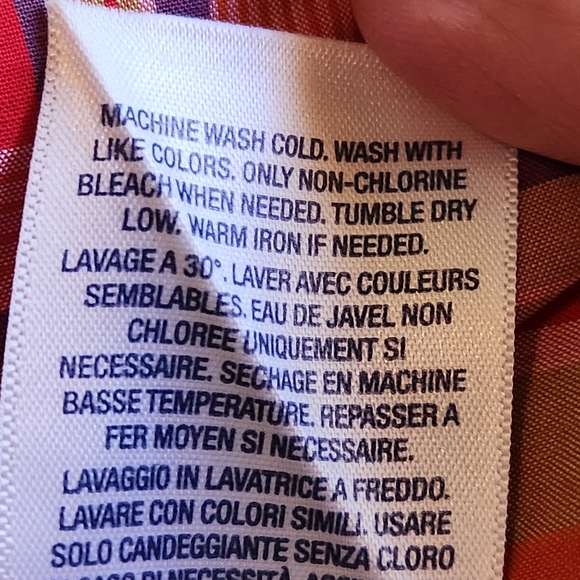 MACHINE WASH COLD. WASH WITH
LIKE COLORS. ONLY NON-CHLORINE
BLEACH WHEN NEEDED. TUMBLE DRY
LOW. WARM IRON IF NEEDED.
LAVAGE A 30°. LAVER AVEC COULEURS
SEMBLABLES. EAU DE JAVEL NON
CHLOREE UNIQUEMENT SI
NECESSAIRE. SECHAGE EN MACHINE
BASSE TEMPERATURE. REPASSER A
FER MOYEN SI NECESSAIRE.
LAVAGGIO IN LAVATRICE A FREDDO.
LAVARE CON COLORI SIMILI. USARE
SOLO CANDEGGIANTE SENZA CLORO
DI NECESSITÀ.